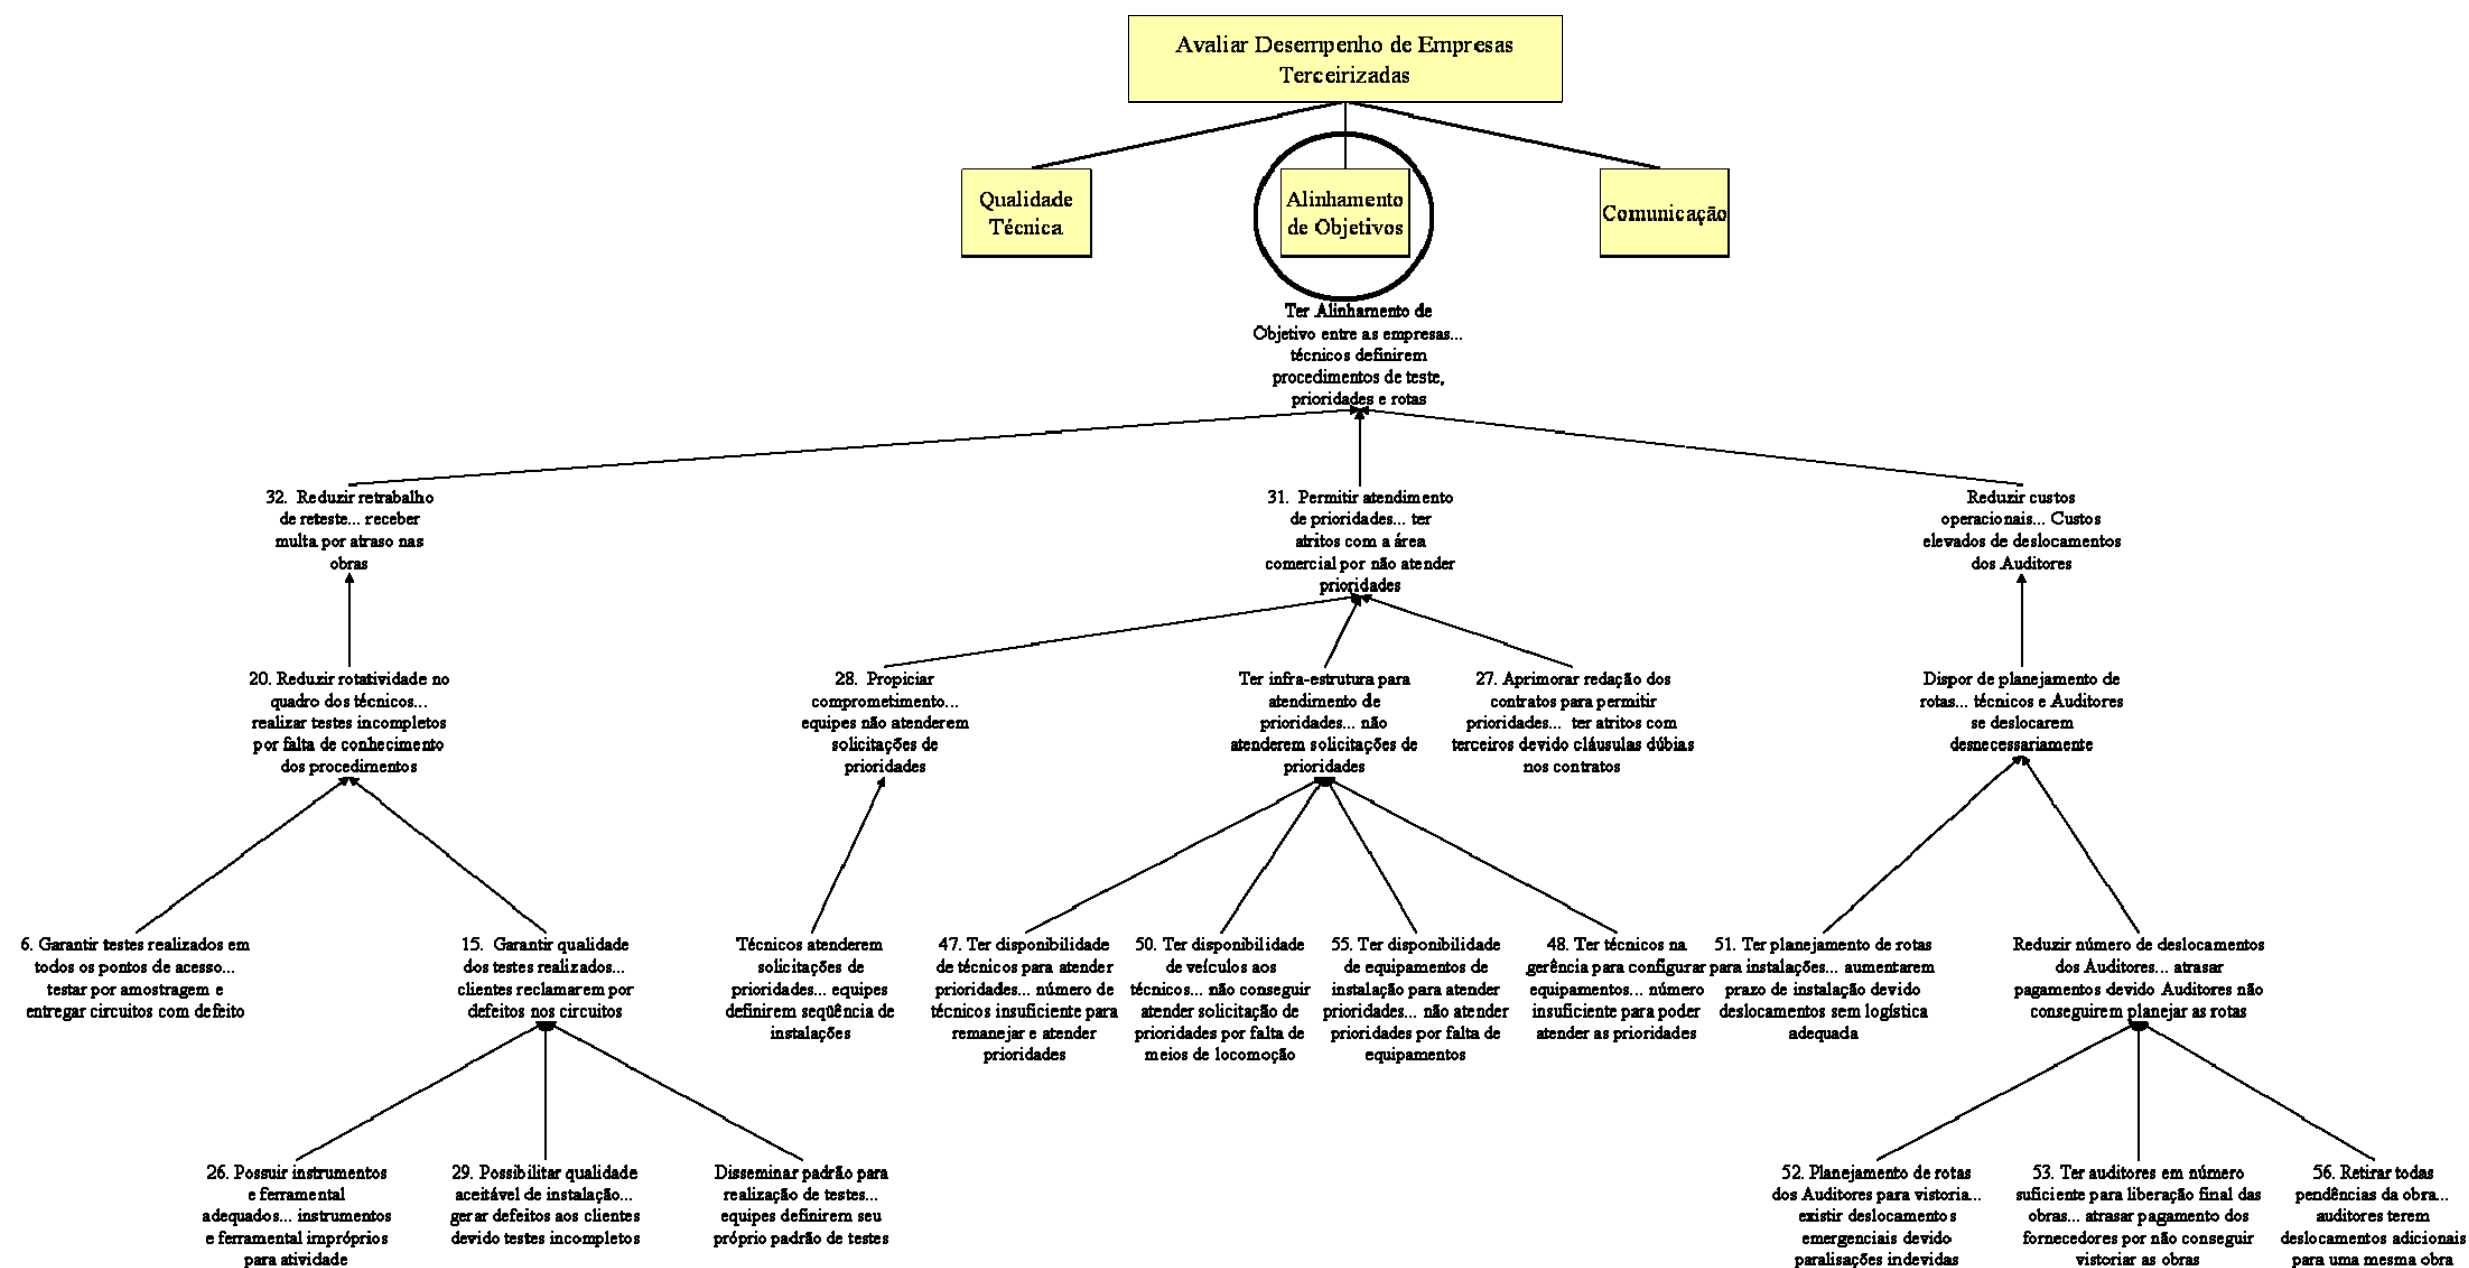 Avaliar Desempenho de Empresas
Terceirizadas
Qualidade
Técnica
Alinhamento
de Objetivos
Comunicação
Ter Alinhamento de
Objetivo entre as empresas...
técnicos definirem
procedimentos de teste,
prioridades e rotas
32. Reduzir retrabalho
de reteste... receber
multa por atraso nas
obras
31. Permitir atendimento
de prioridades... ter
atritos com a área
comercial por não atender
prioridades
Reduzir custos
operacionais... Custos
elevados de deslocamentos
dos Auditores
20. Reduzir rotatividade no
quadro dos técnicos...
realizar testes incompletos
por falta de conhecimento
dos procedimentos
28. Propiciar
comprometimento...
equipes não atenderem
solicitações de
prioridades
Ter infra-estrutura para
atendimento de
prioridades... não
atenderem solicitações de
prioridades
27. Aprimorar redação dos
contratos para permitir
prioridades... ter atritos com
terceiros devido cláusulas dúbias
nos contratos
Dispor de planejamento de
rotas... técnicos e Auditores
se deslocarem
desnecessariamente
6. Garantir testes realizados em
todos os pontos de acesso...
testar por amostragem e
entregar circuitos com defeito
15. Garantir qualidade
dos testes realizados...
clientes reclamarem por
defeitos nos circuitos
Técnicos atenderem
solicitações de
prioridades... equipes
definirem seqüência de
instalações
47. Ter disponibilidade
de técnicos para atender
prioridades... número de
técnicos insuficiente para
remanejar e atender
prioridades
50. Ter disponibilidade
de veículos aos
técnicos... não conseguir
atender solicitação de
prioridades por falta de
meios de locomoção
55. Ter disponibilidade
de equipamentos de
instalação para atender
prioridades... não atender
prioridades por falta de
equipamentos
48. Ter técnicos na
gerência para configurar
equipamentos... número
insuficiente para poder
atender as prioridades
51. Ter planejamento de rotas
para instalações... aumentarem
prazo de instalação devido
deslocamentos sem logística
adequada
Reduzir número de deslocamentos
dos Auditores... atrasar
pagamentos devido Auditores não
conseguirem planejar as rotas
26. Possuir instrumentos
e ferramental
adequados... instrumentos
e ferramental impróprios
para atividade
29. Possibilitar qualidade
aceitável de instalação...
gerar defeitos aos clientes
devido testes incompletos
Disseminar padrão para
realização de testes...
equipes definirem seu
próprio padrão de testes
52. Planejamento de rotas
dos Auditores para vistoria...
existir deslocamentos
emergenciais devido
paralisações indevidas
53. Ter auditores em número
suficiente para liberação final das
obras... atrasar pagamento dos
fornecedores por não conseguir
vistoriar as obras
56. Retirar todas
pendências da obra...
auditores terem
deslocamentos adicionais
para uma mesma obra